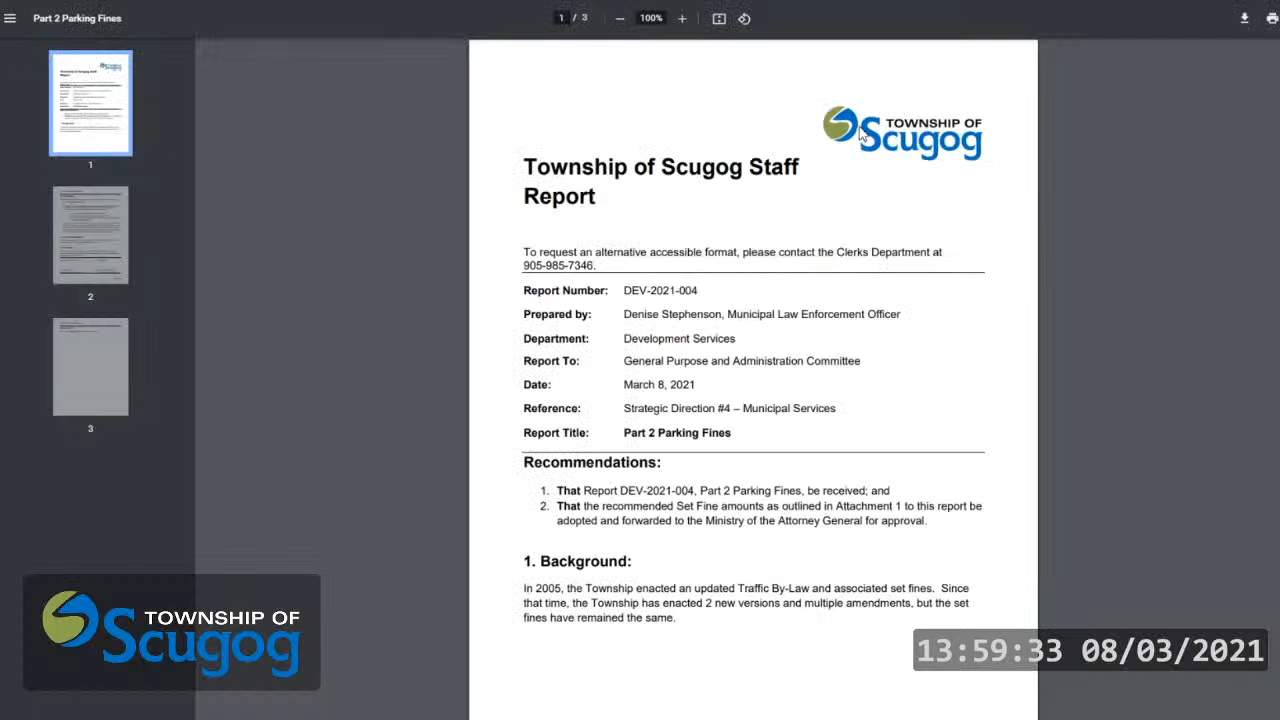 Part 2 Parking Fines
1 / 3
100%
1
2
3
TOWNSHIP OF
Scugog
Township of Scugog Staff
Report
To request an alternative accessible format, please contact the Clerks Department at
905-985-7346.
Report Number: DEV-2021-004
Prepared by: Denise Stephenson, Municipal Law Enforcement Officer
Department: Development Services
Report To: General Purpose and Administration Committee
Date: March 8, 2021
Reference: Strategic Direction #4 – Municipal Services
Report Title: Part 2 Parking Fines
Recommendations:
1. That Report DEV-2021-004, Part 2 Parking Fines, be received; and
2. That the recommended Set Fine amounts as outlined in Attachment 1 to this report be
adopted and forwarded to the Ministry of the Attorney General for approval.
1. Background:
In 2005, the Township enacted an updated Traffic By-Law and associated set fines. Since
that time, the Township has enacted 2 new versions and multiple amendments, but the set
fines have remained the same.
TOWNSHIP OF
Scugog
13:59:33 08/03/2021